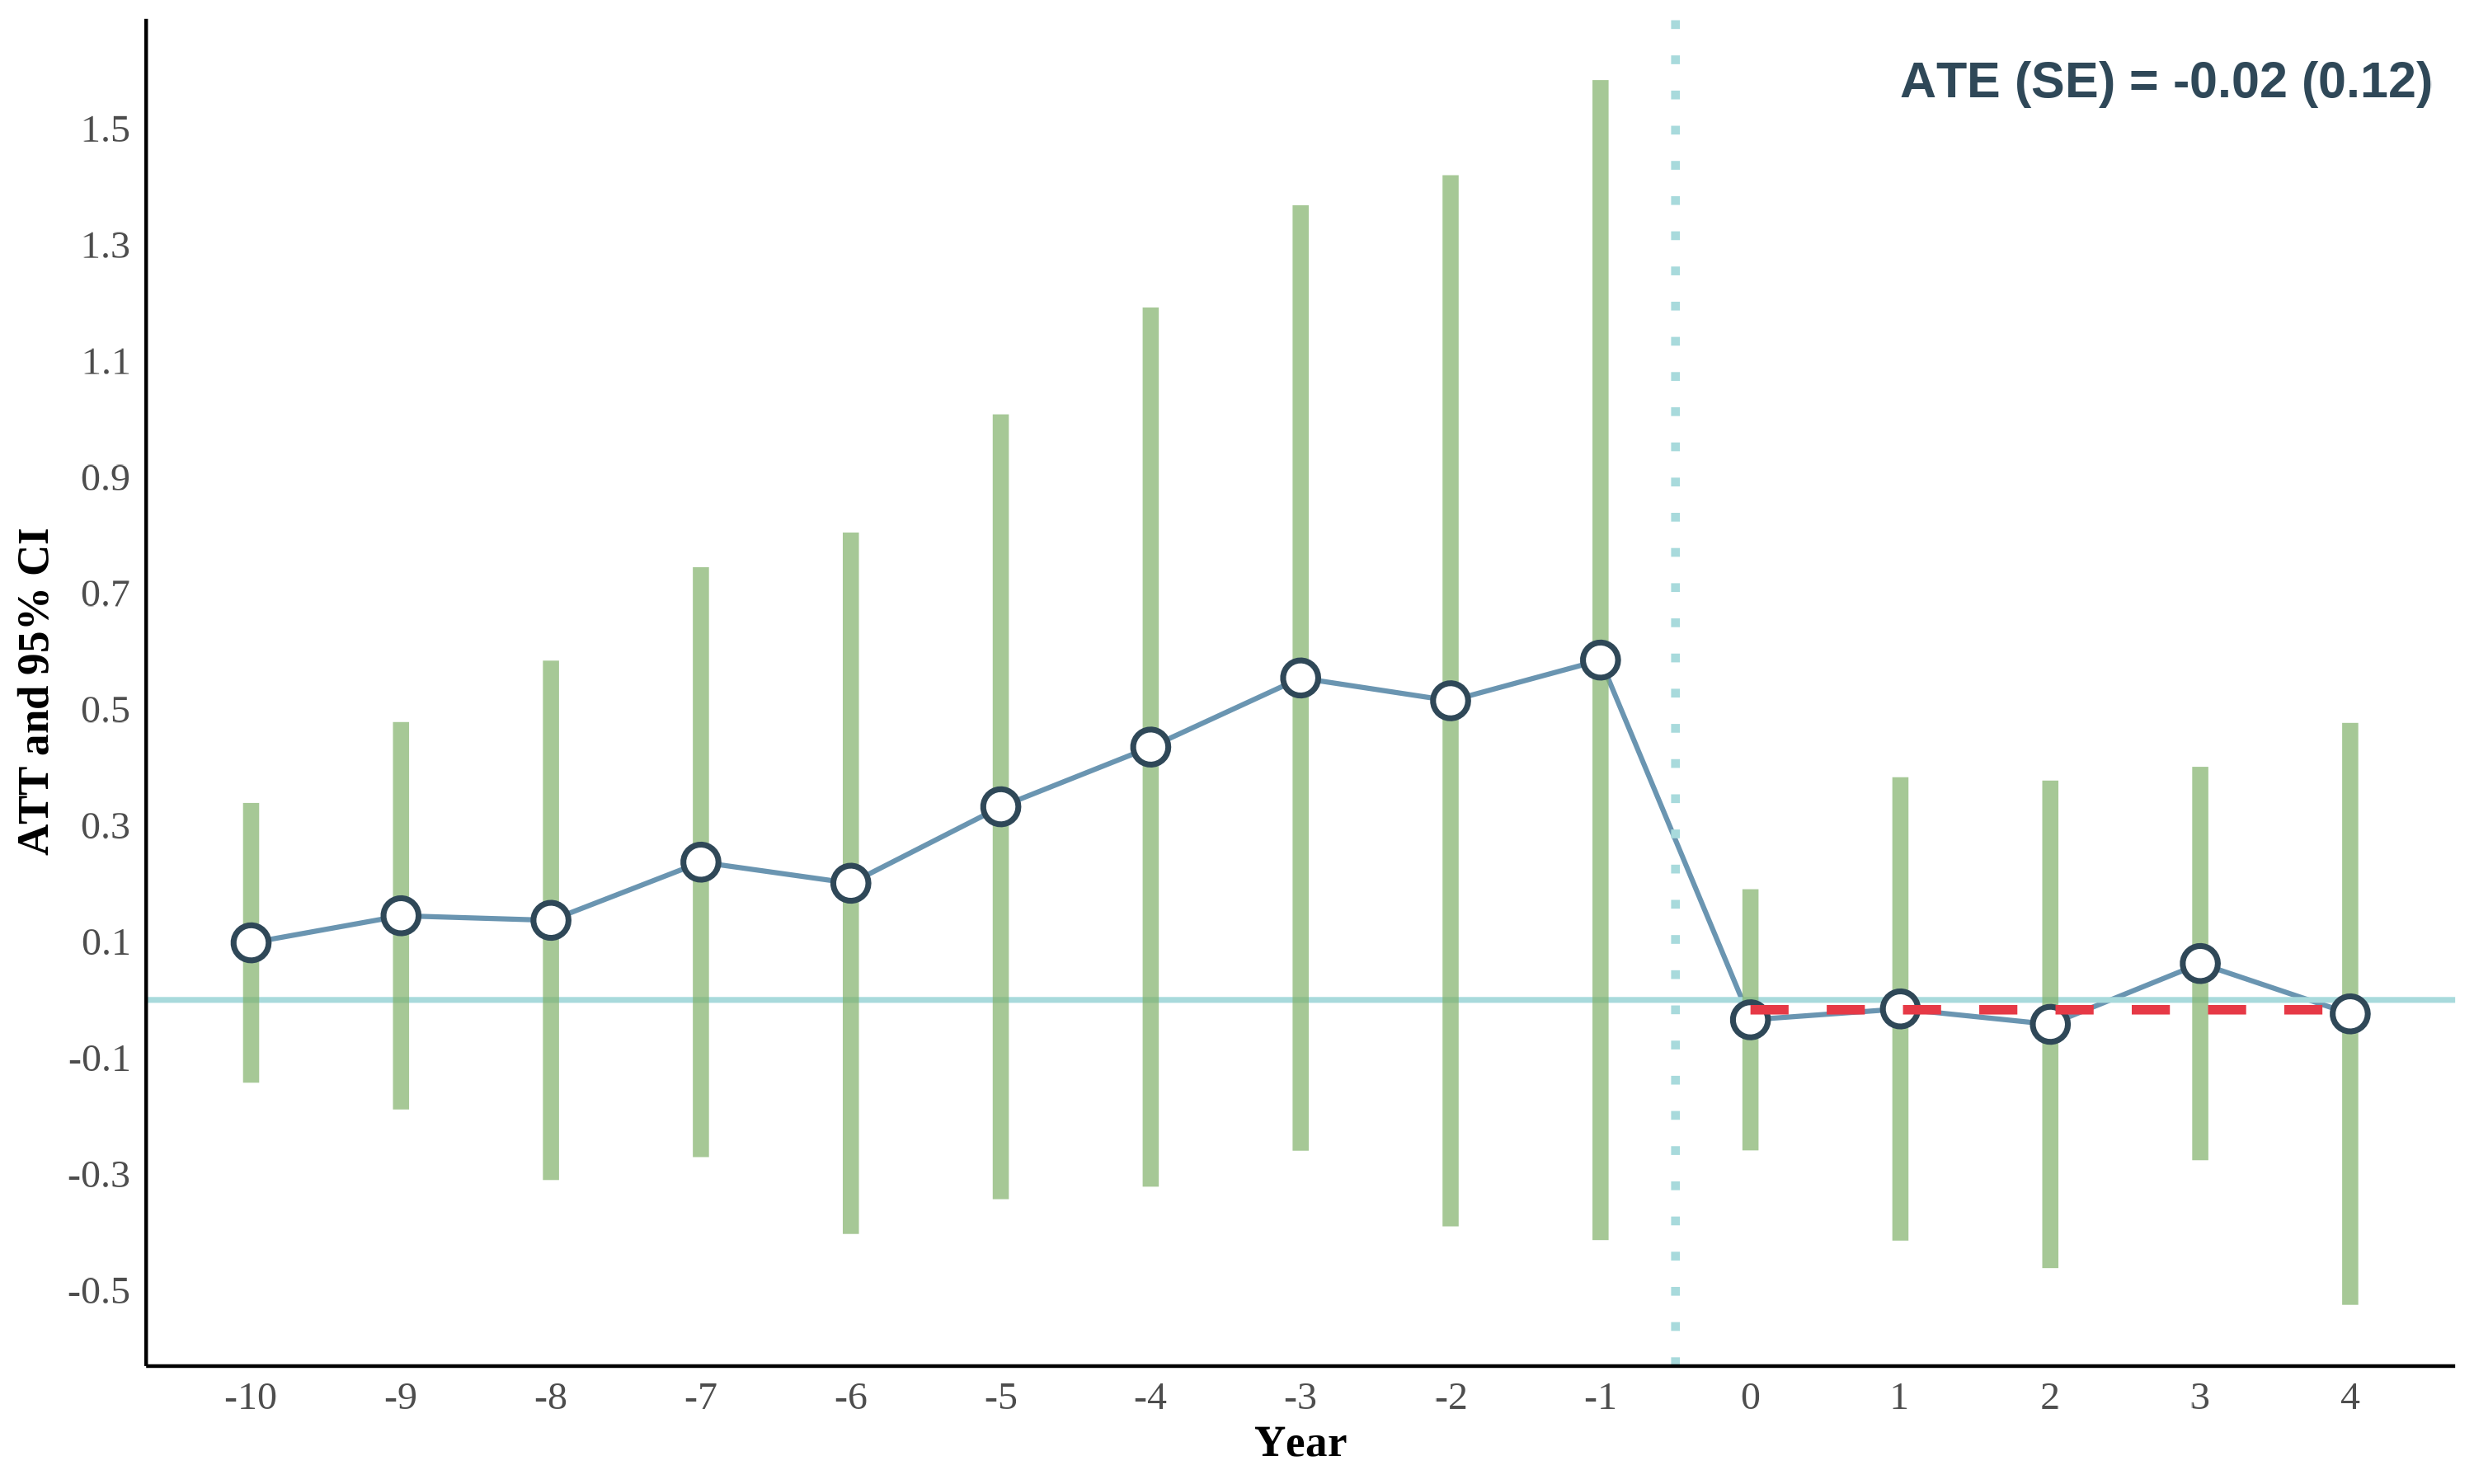 ATE (SE) = -0.02 (0.12)
ATT and 95% CI
1.5
1.3
1.1
0.9
0.7
0.5
0.3
0.1
-0.1
-0.3
-0.5
-10 -9 -8 -7 -6 -5 -4 -3 -2 -1 0 1 2 3 4
Year